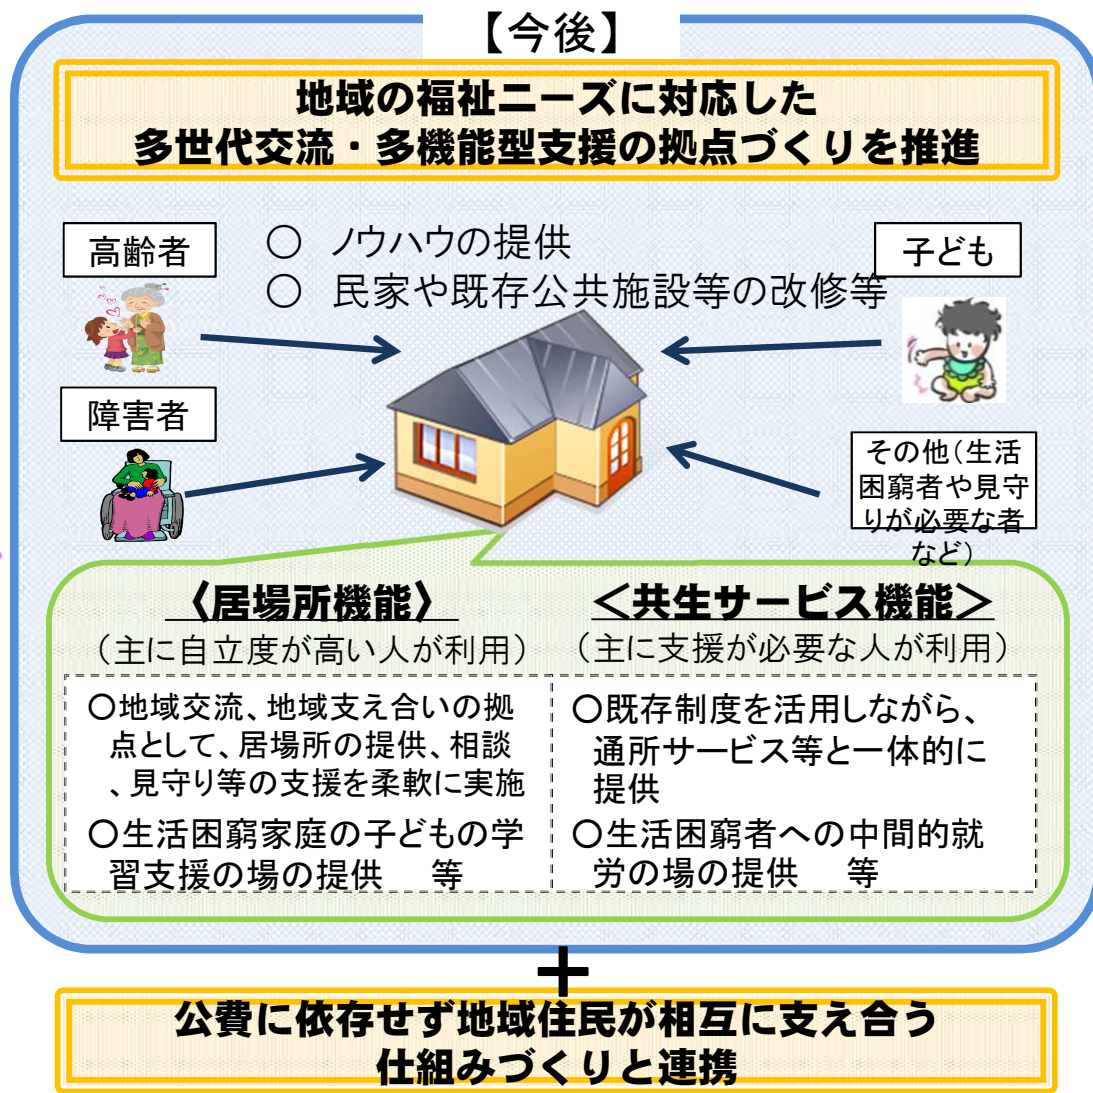 【今後】
地域の福祉ニーズに対応した
多世代交流・多機能型支援の拠点づくりを推進
高齢者
○ ノウハウの提供
○ 民家や既存公共施設等の改修等
子ども
障害者
その他(生活
困窮者や見守
りが必要な者
など)
〈居場所機能〉
(主に自立度が高い人が利用)
○地域交流、地域支え合いの拠
点として、居場所の提供、相談
、見守り等の支援を柔軟に実施
○生活困窮家庭の子どもの学
習支援の場の提供 等
＜共生サービス機能＞
(主に支援が必要な人が利用)
○既存制度を活用しながら、
通所サービス等と一体的に
提供
○生活困窮者への中間的就
労の場の提供 等
＋
公費に依存せず地域住民が相互に支え合う
仕組みづくりと連携